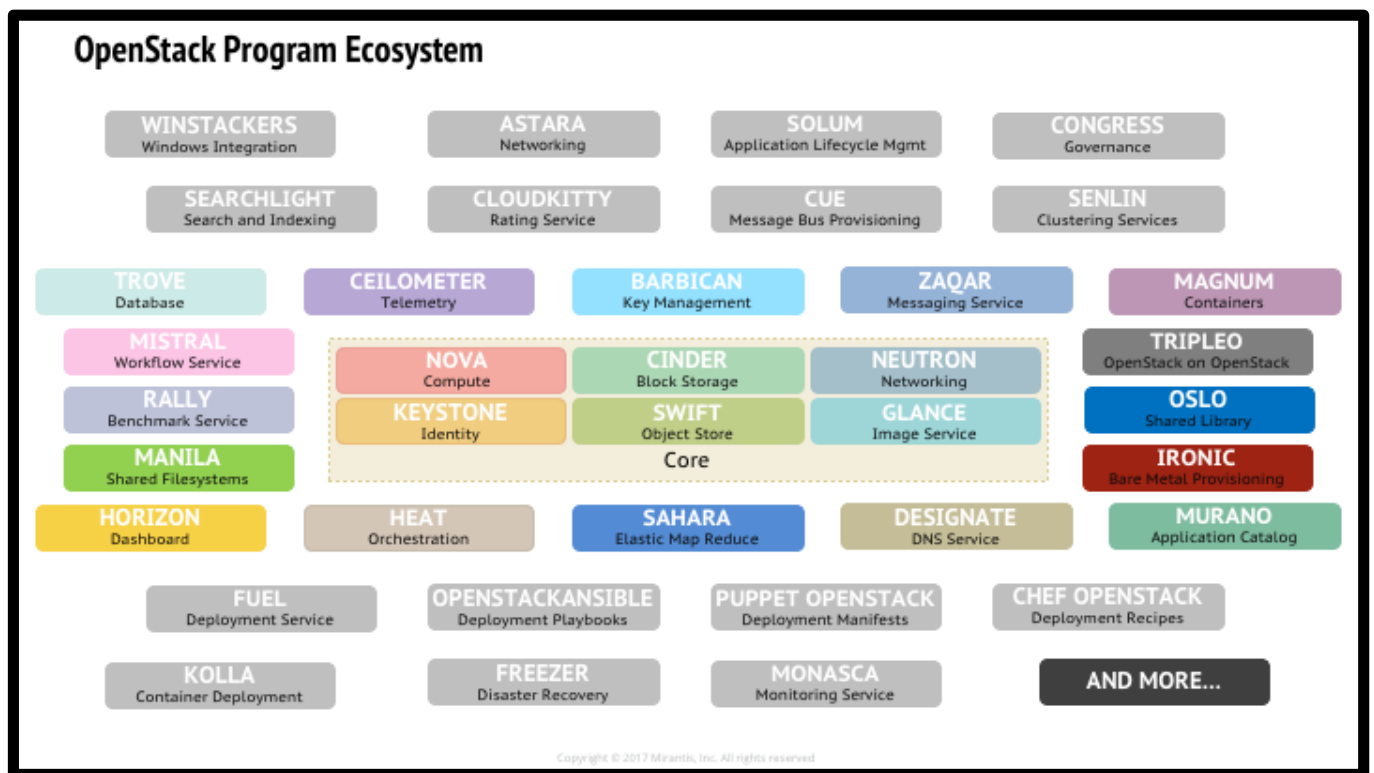 OpenStack Program Ecosystem
WINSTACKERS
Windows Integration
ASTARA
Networking
SOLUM
Application Lifecycle Mgmt
CONGRESS
Governance
SEARCHLIGHT
Search and Indexing
CLOUDKITTY
Rating Service
CUE
Message Bus Provisioning
SENLIN
Clustering Services
TROVE
Database
CEILOMETER
Telemetry
BARBICAN
Key Management
ZAQAR
Messaging Service
MAGNUM
Containers
MISTRAL
Workflow Service
NOVA
Compute
CINDER
Block Storage
NEUTRON
Networking
TRIPLEO
OpenStack on OpenStack
RALLY
Benchmark Service
KEYSTONE
Identity
SWIFT
Object Store
GLANCE
Image Service
OSLO
Shared Library
Core
MANILA
Shared Filesystems
IRONIC
Bare Metal Provisioning
HORIZON
Dashboard
HEAT
Orchestration
SAHARA
Elastic Map Reduce
DESIGNATE
DNS Service
MURANO
Application Catalog
FUEL
Deployment Service
OPENSTACKANSIBLE
Deployment Playbooks
PUPPET OPENSTACK
Deployment Manifests
CHEF OPENSTACK
Deployment Recipes
KOLLA
Container Deployment
FREEZER
Disaster Recovery
MONASCA
Monitoring Service
AND MORE...
Copyright © 2017 Mirantis, Inc. All rights reserved